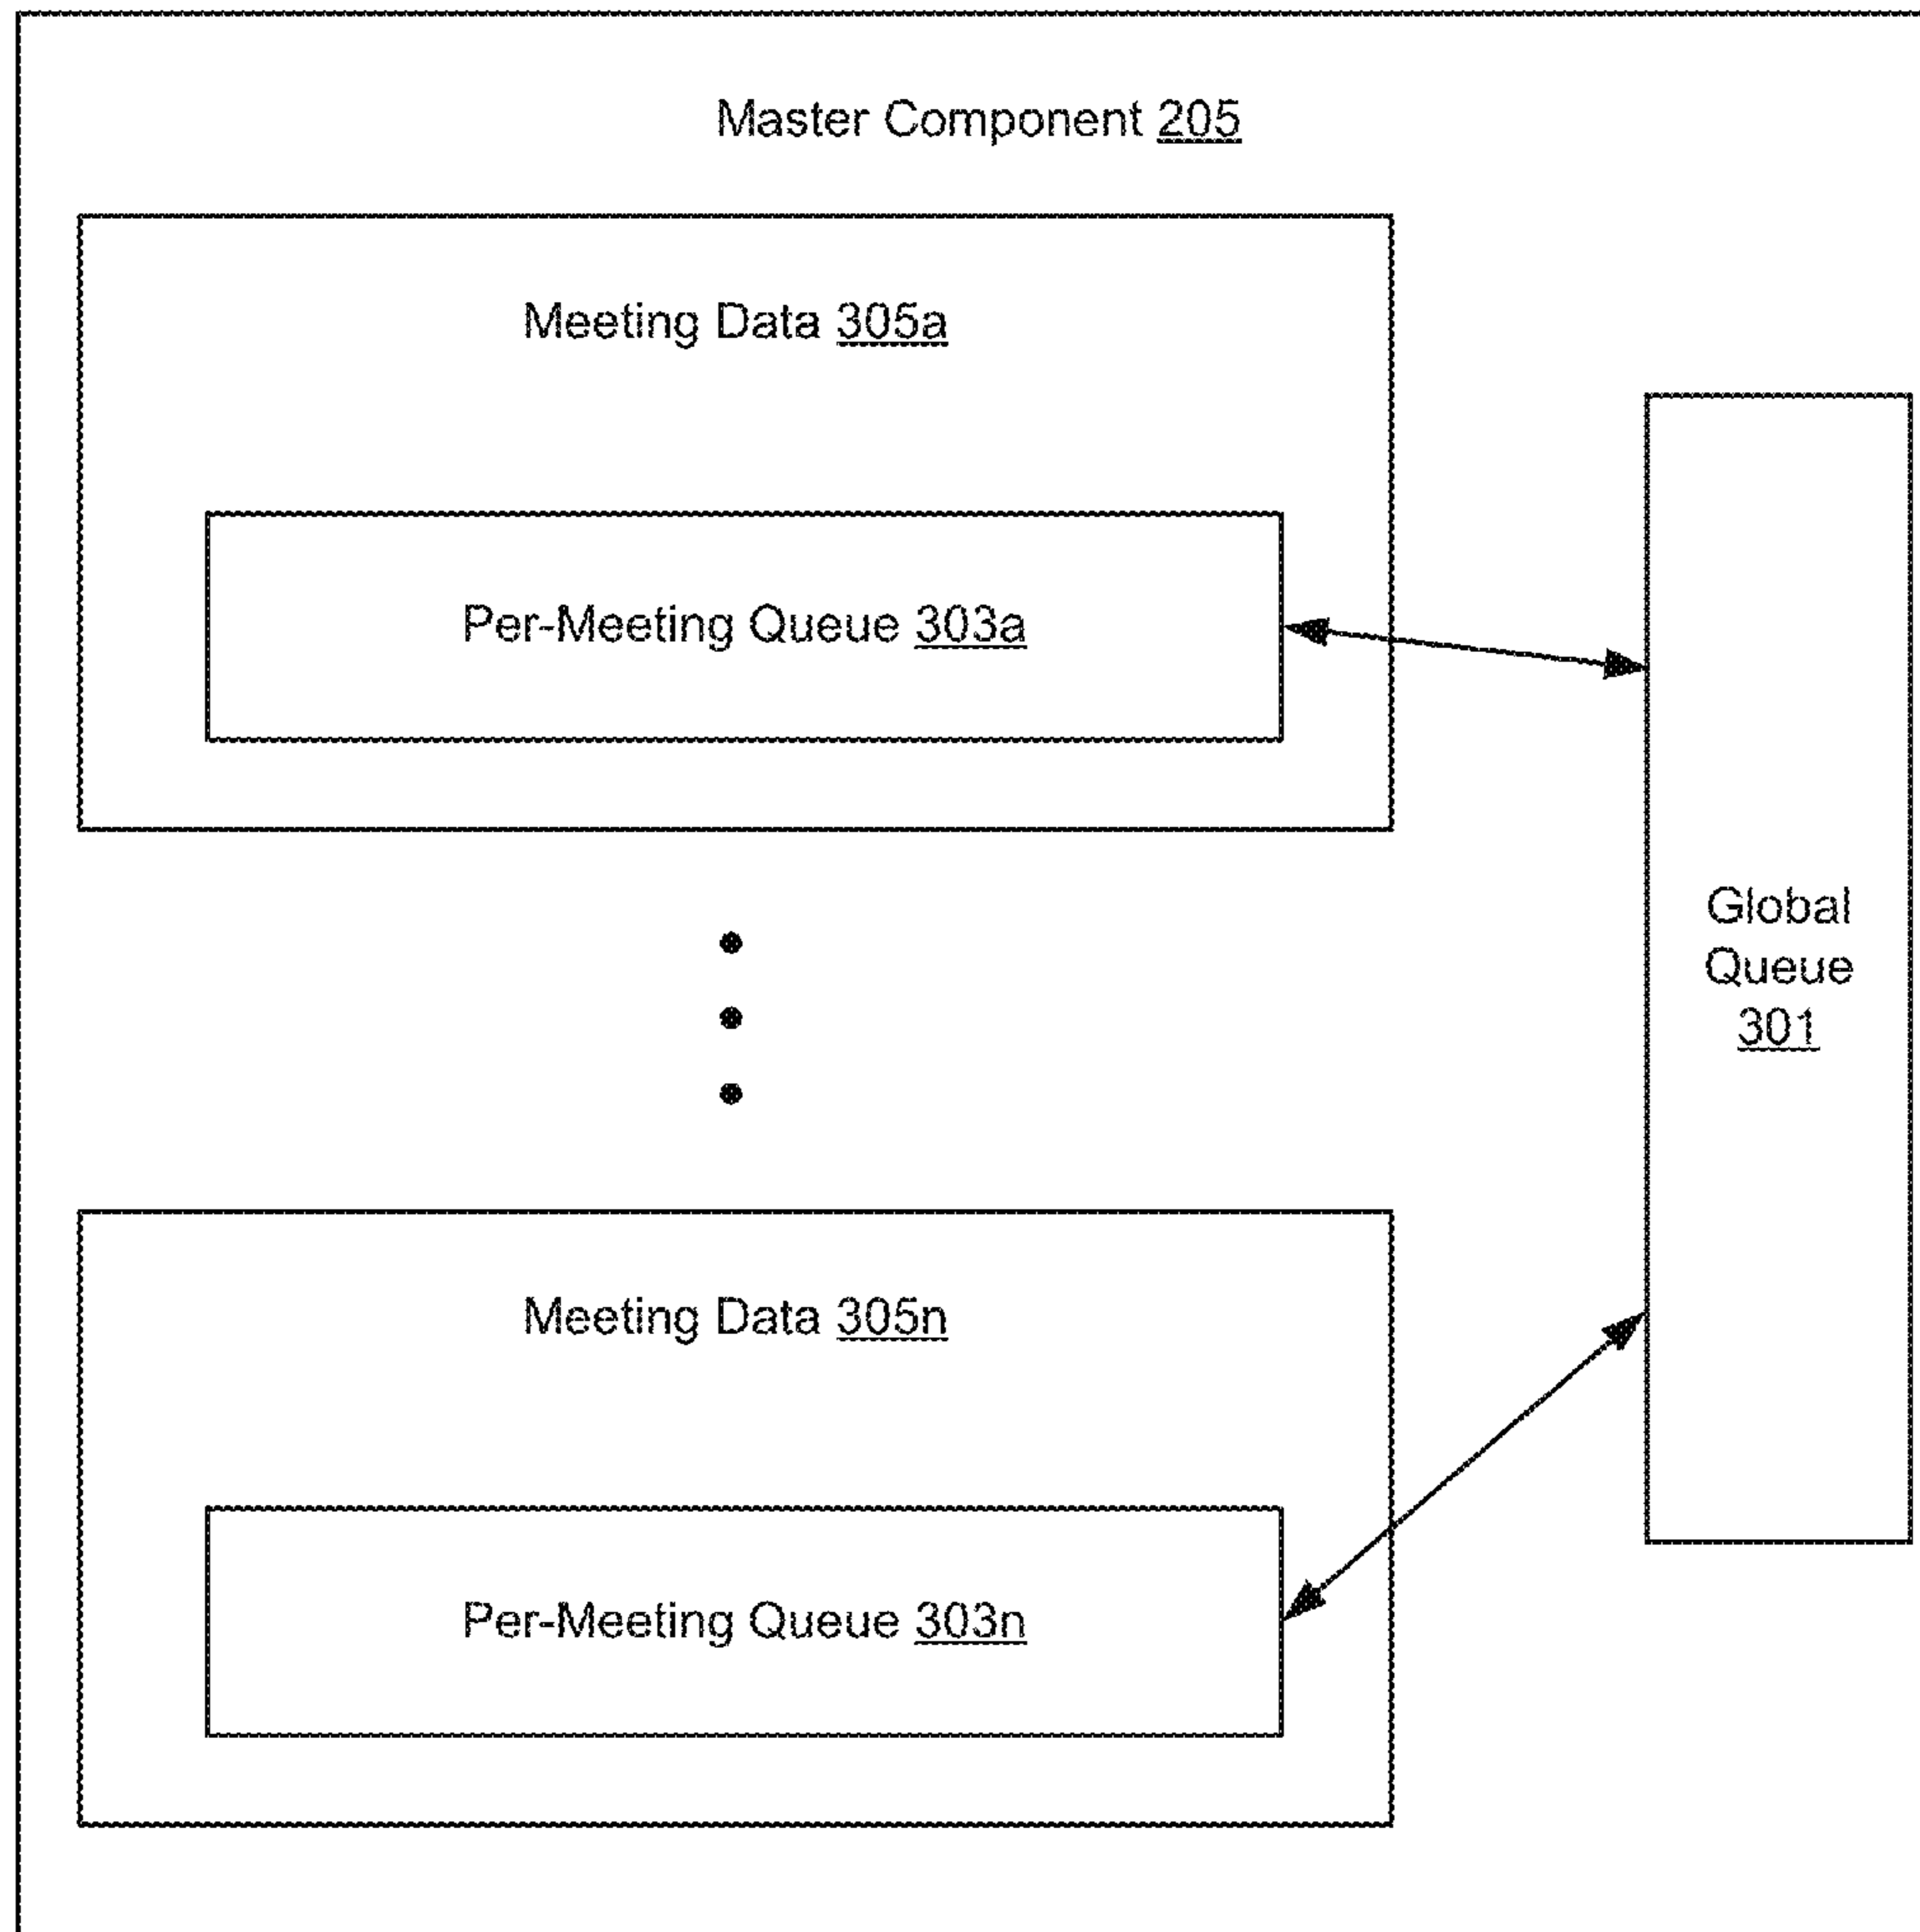 Master Component 205
Meeting Data 305a
Per-Meeting Queue 303a
Global
Queue
301
Meeting Data 305n
Per-Meeting Queue 303n